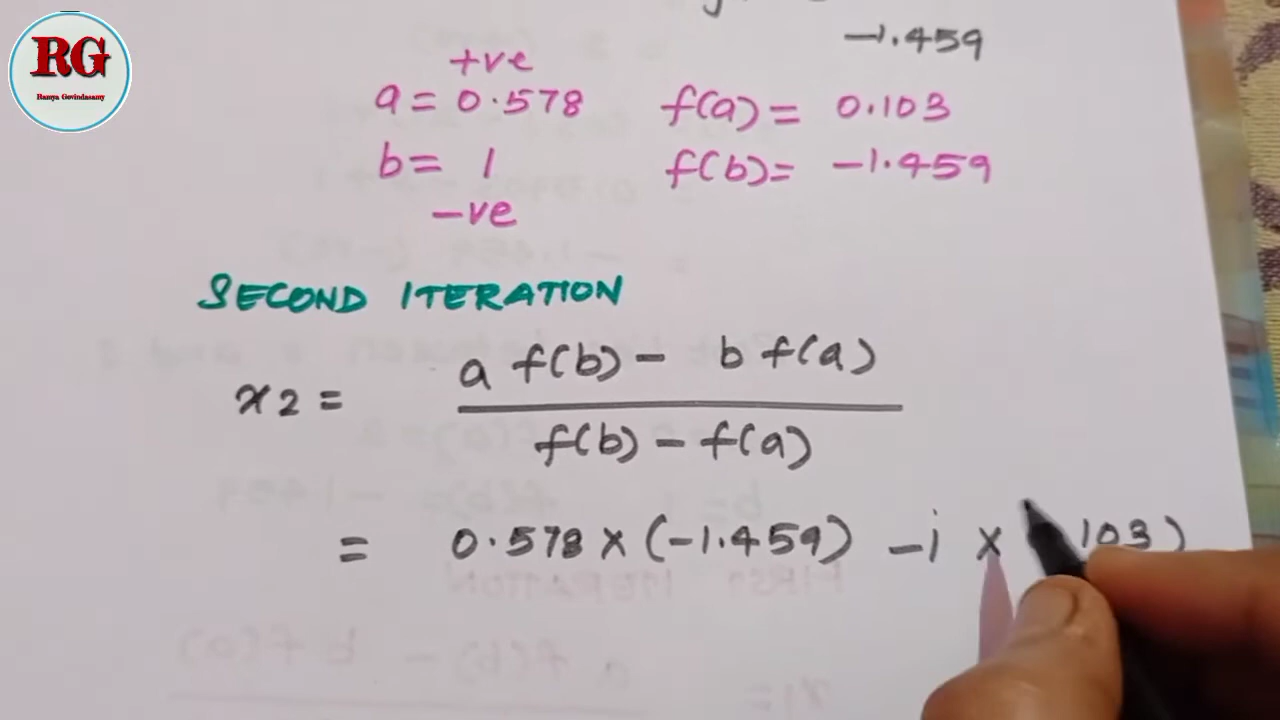 RG
Ramya Govindasamy
-1.459
+ve
a = 0.578 f(a) = 0.103
b = 1 f(b) = -1.459
-ve
SECOND ITERATION
x2 = a f(b) - b f(a)
f(b) - f(a)
= 0.578 x (-1.459) - 1 x 103)